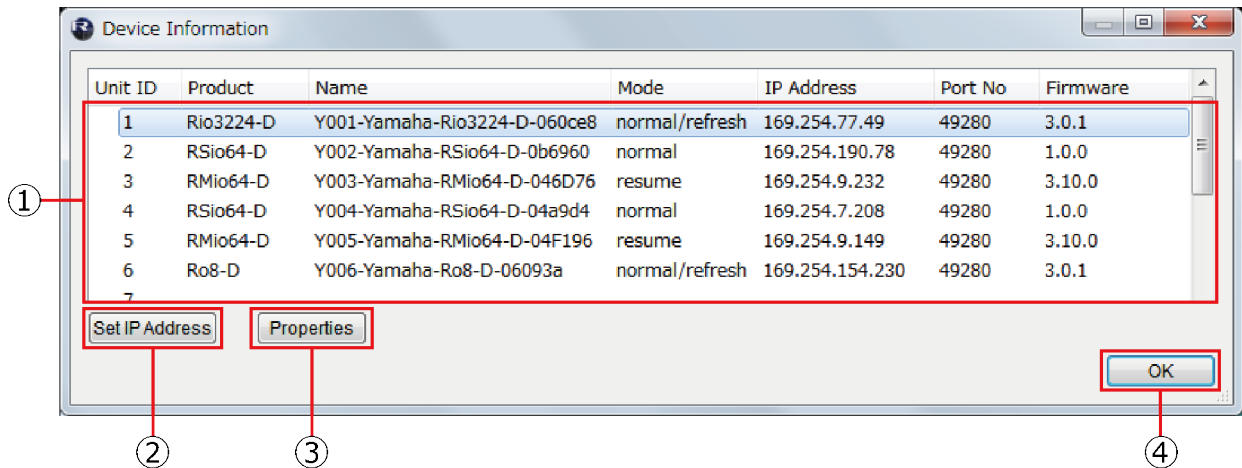 Device Information
Unit ID Product Name Mode IP Address Port No Firmware
1 Rio3224-D Y001-Yamaha-Rio3224-D-060ce8 normal/refresh 169.254.77.49 49280 3.0.1
2 RSio64-D Y002-Yamaha-RSio64-D-0b6960 normal 169.254.190.78 49280 1.0.0
3 RMio64-D Y003-Yamaha-RMio64-D-046D76 resume 169.254.9.232 49280 3.10.0
①
4 RSio64-D Y004-Yamaha-RSio64-D-04a9d4 normal 169.254.7.208 49280 1.0.0
5 RMio64-D Y005-Yamaha-RMio64-D-04F196 resume 169.254.9.149 49280 3.10.0
6 Ro8-D Y006-Yamaha-Ro8-D-06093a normal/refresh 169.254.154.230 49280 3.0.1
7
Set IP Address Properties
OK
② ③ ④